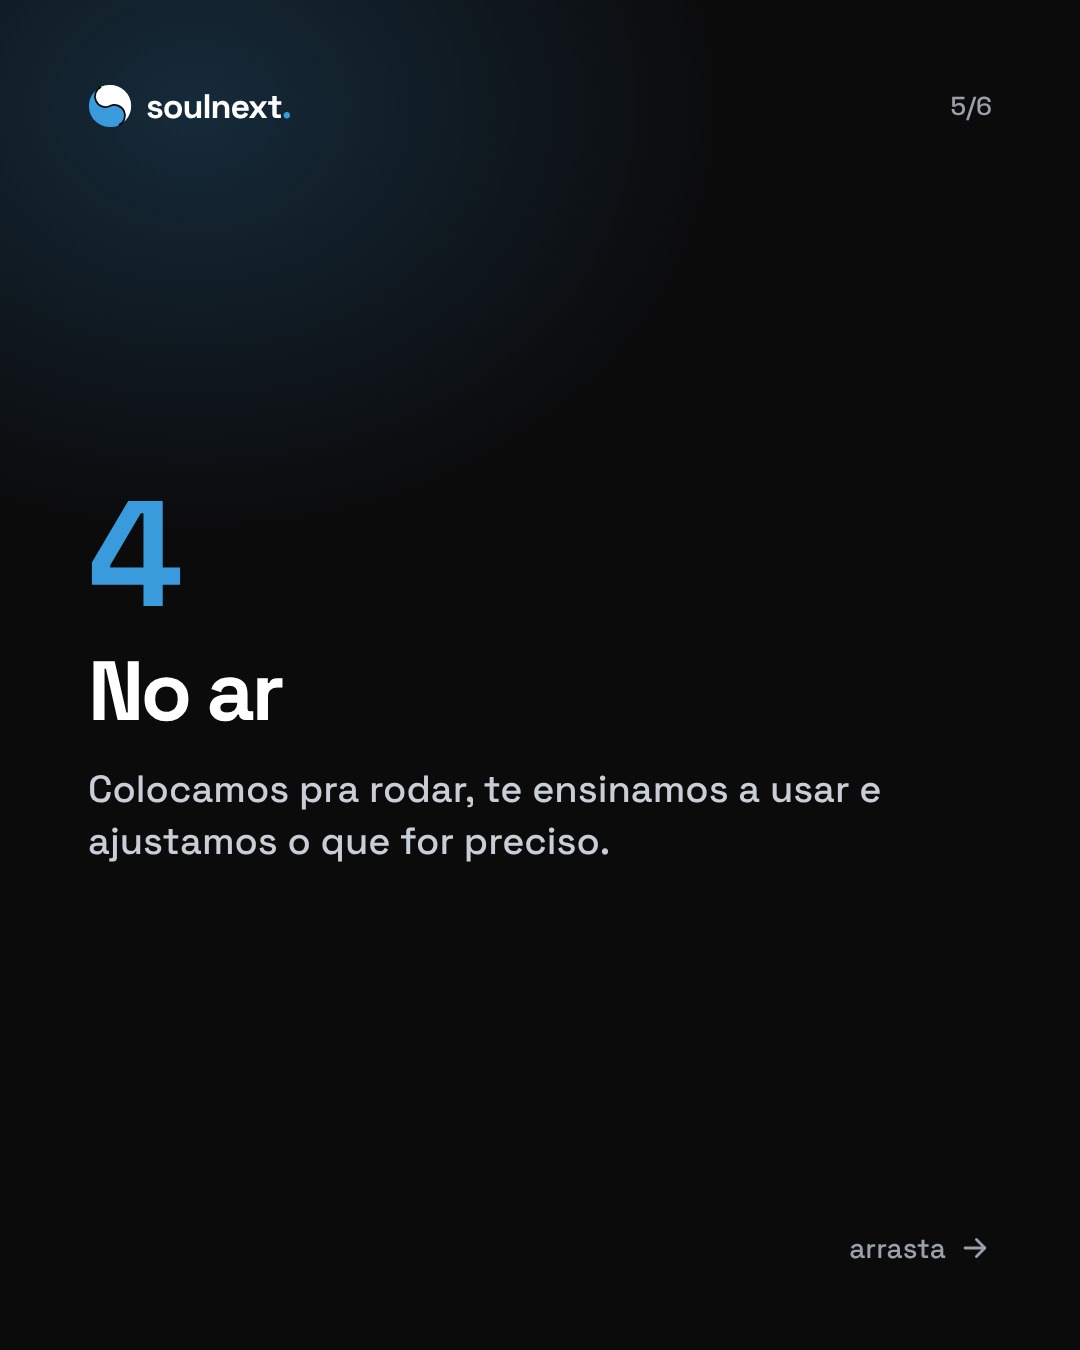 soulnext.
5/6
4
No ar
Colocamos pra rodar, te ensinamos a usar e
ajustamos o que for preciso.
arrasta →